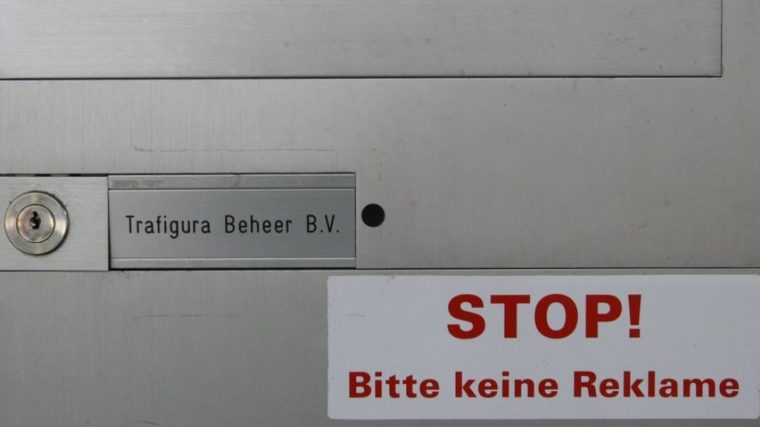 Trafigura Beheer B.V.
STOP!
Bitte keine Reklame